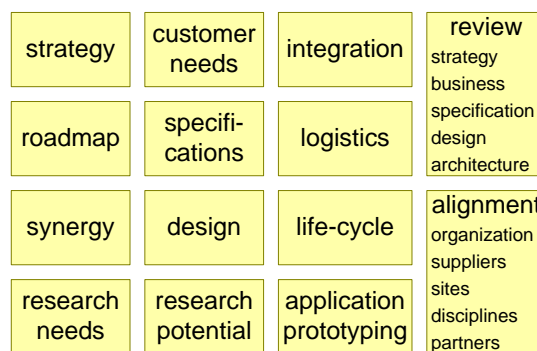 strategy
customer
needs
integration
review
strategy
business
specification
design
architecture
roadmap
specifi-
cations
logistics
synergy
design
life-cycle
alignment
organization
suppliers
sites
disciplines
partners
research
needs
research
potential
application
prototyping